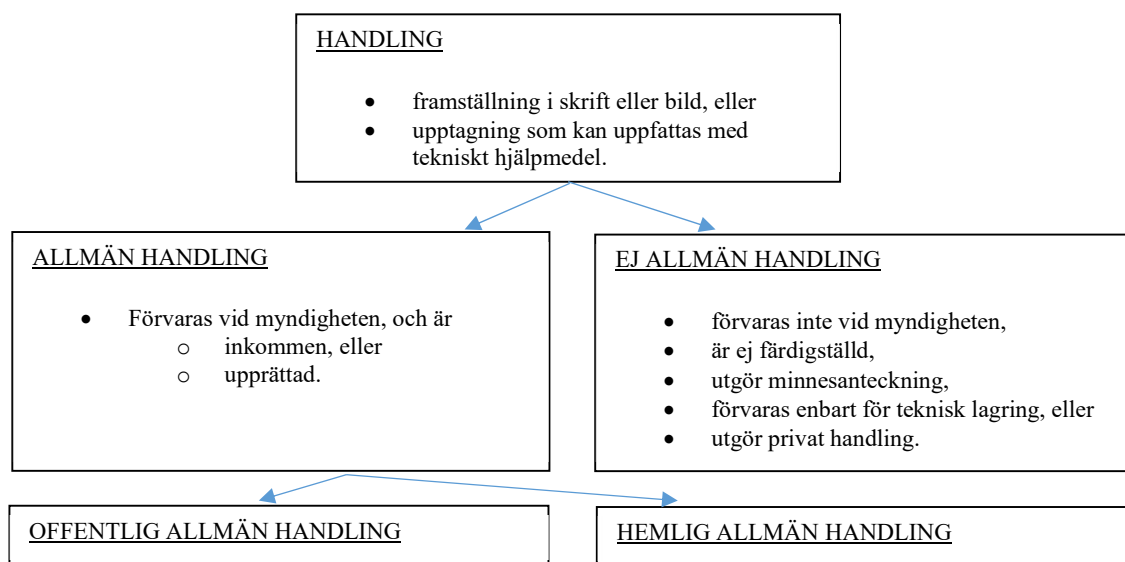 HANDLING
• framställning i skrift eller bild, eller
• upptagning som kan uppfattas med
tekniskt hjälpmedel.
ALLMÄN HANDLING
• Förvaras vid myndigheten, och är
o inkommen, eller
o upprättad.
EJ ALLMÄN HANDLING
• förvaras inte vid myndigheten,
• är ej färdigställd,
• utgör minnesanteckning,
• förvaras enbart för teknisk lagring, eller
• utgör privat handling.
OFFENTLIG ALLMÄN HANDLING
HEMLIG ALLMÄN HANDLING